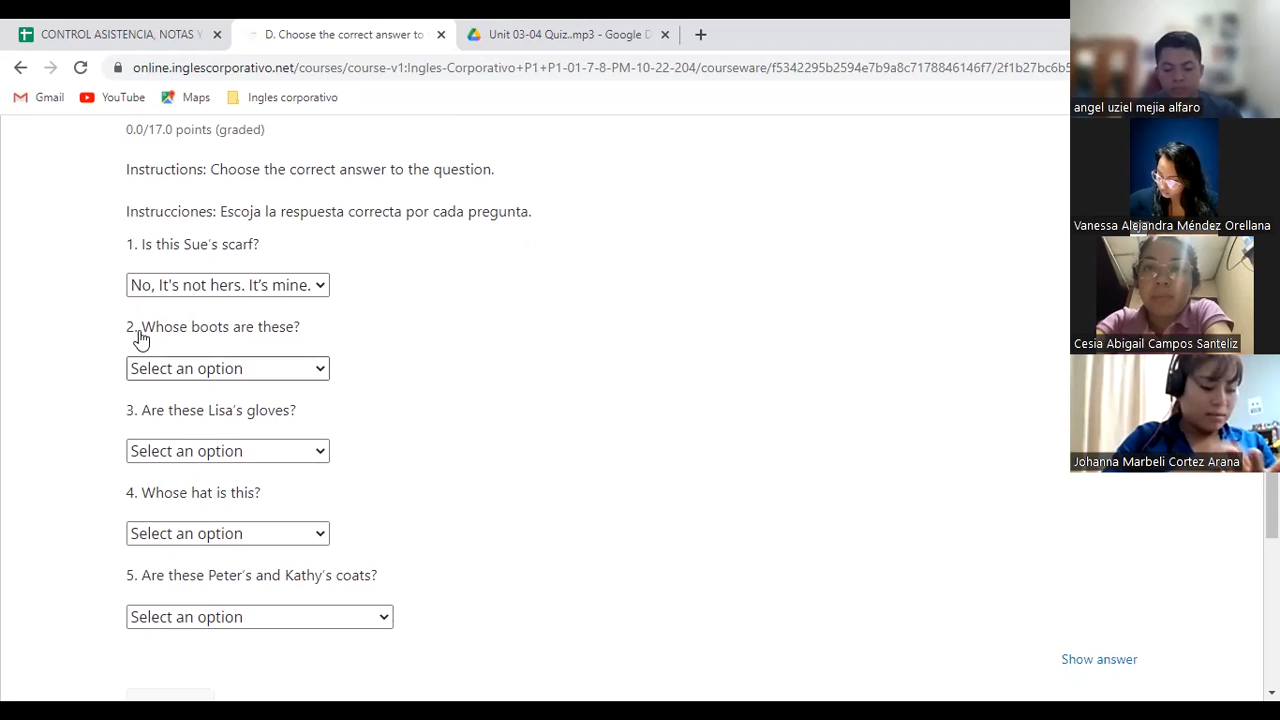 CONTROL ASISTENCIA, NOTAS Y
D. Choose the correct answer to
Unit 03-04 Quiz..mp3 - Google D
online.inglescorporativo.net/courses/course-v1:Ingles-Corporativo+P1+P1-01-7-8-PM-10-22-204/courseware/f5342295b2594e7b9a8c7178846146f7/2f1b27bc6b5
Gmail
YouTube
Maps
Ingles corporativo
0.0/17.0 points (graded)
Instructions: Choose the correct answer to the question.
Instrucciones: Escoja la respuesta correcta por cada pregunta.
1. Is this Sue's scarf?
No, It's not hers. It's mine.
2. Whose boots are these?
Select an option
3. Are these Lisa's gloves?
Select an option
4. Whose hat is this?
Select an option
5. Are these Peter's and Kathy's coats?
Select an option
Show answer
angel uziel mejia alfaro
Vanessa Alejandra Méndez Orellana
Cesia Abigail Campos Santeliz
Johanna Marbeli Cortez Arana